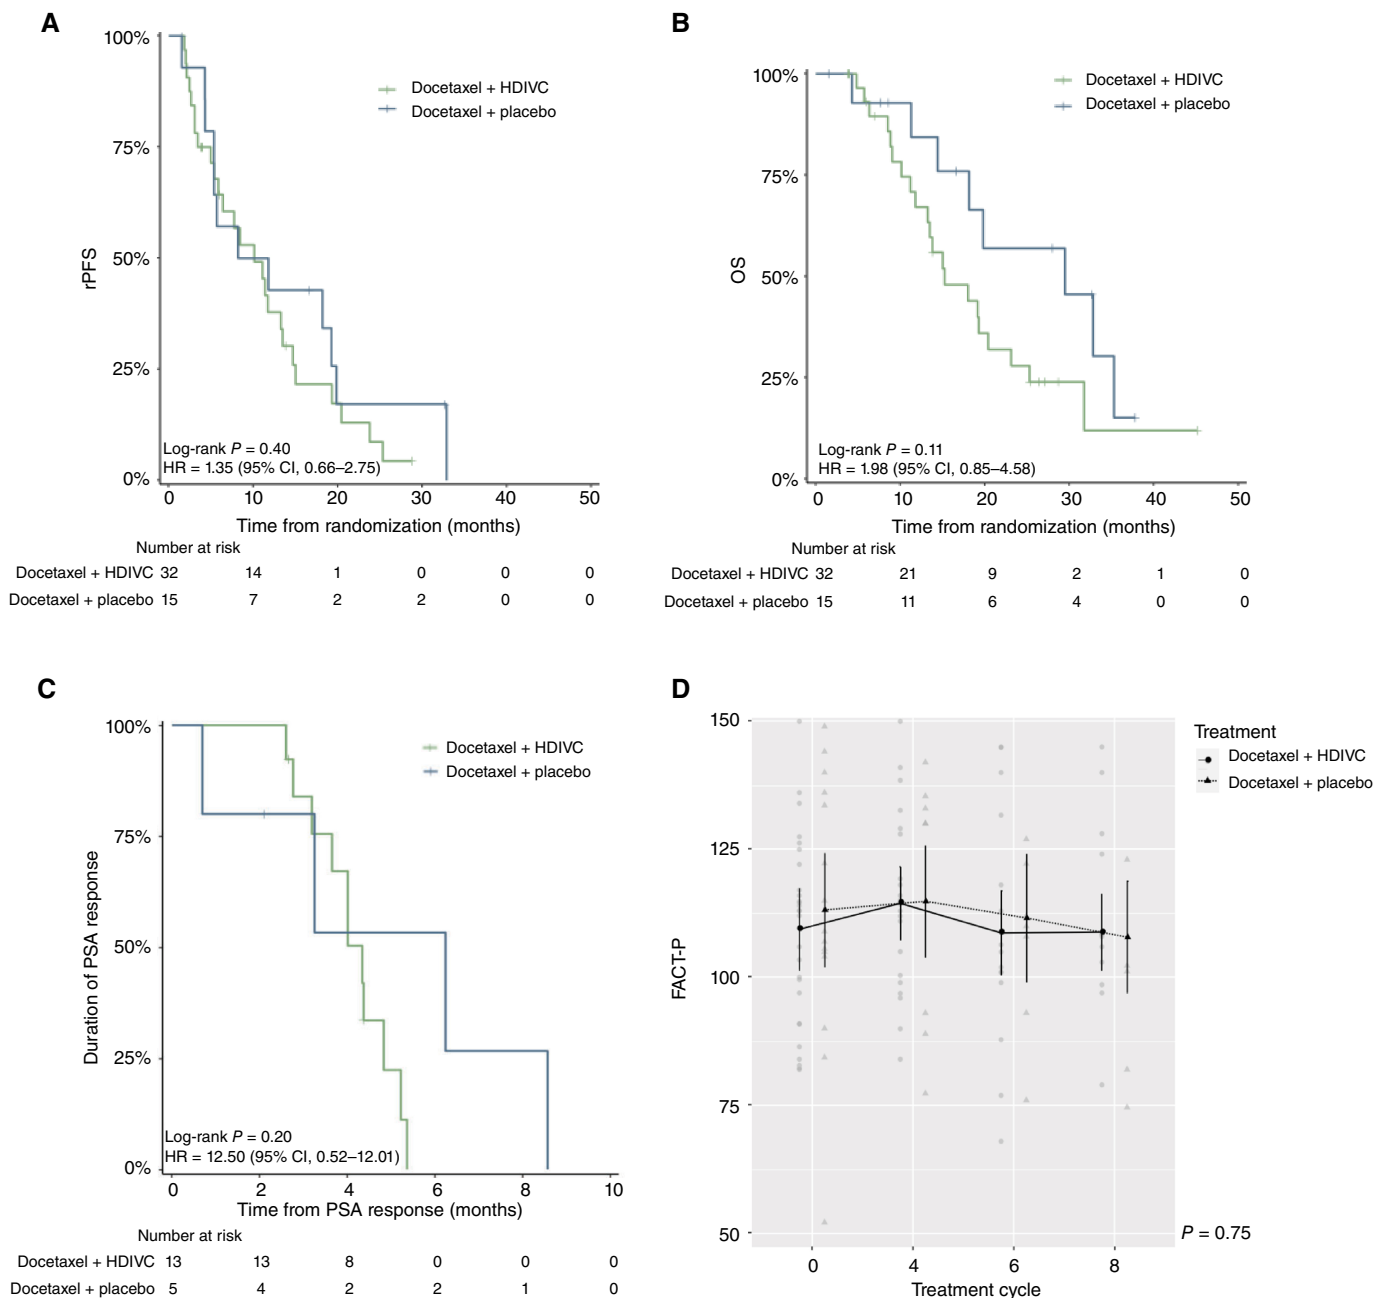 A
100%
75%
50%
25%
0%
rPFS
Docetaxel + HDIVC
Docetaxel + placebo
Log-rank P = 0.40
HR = 1.35 (95% CI, 0.66–2.75)
0 10 20 30 40 50
Time from randomization (months)
Number at risk
Docetaxel + HDIVC 32 14 1 0 0 0
Docetaxel + placebo 15 7 2 2 0 0
B
100%
75%
50%
25%
0%
OS
Docetaxel + HDIVC
Docetaxel + placebo
Log-rank P = 0.11
HR = 1.98 (95% CI, 0.85–4.58)
0 10 20 30 40 50
Time from randomization (months)
Number at risk
Docetaxel + HDIVC 32 21 9 2 1 0
Docetaxel + placebo 15 11 6 4 0 0
C
100%
75%
50%
25%
0%
Duration of PSA response
Docetaxel + HDIVC
Docetaxel + placebo
Log-rank P = 0.20
HR = 12.50 (95% CI, 0.52–12.01)
0 2 4 6 8 10
Time from PSA response (months)
Number at risk
Docetaxel + HDIVC 13 13 8 0 0 0
Docetaxel + placebo 5 4 2 2 1 0
D
150
125
100
75
50
FACT-P
Treatment
Docetaxel + HDIVC
Docetaxel + placebo
P = 0.75
0 4 6 8
Treatment cycle